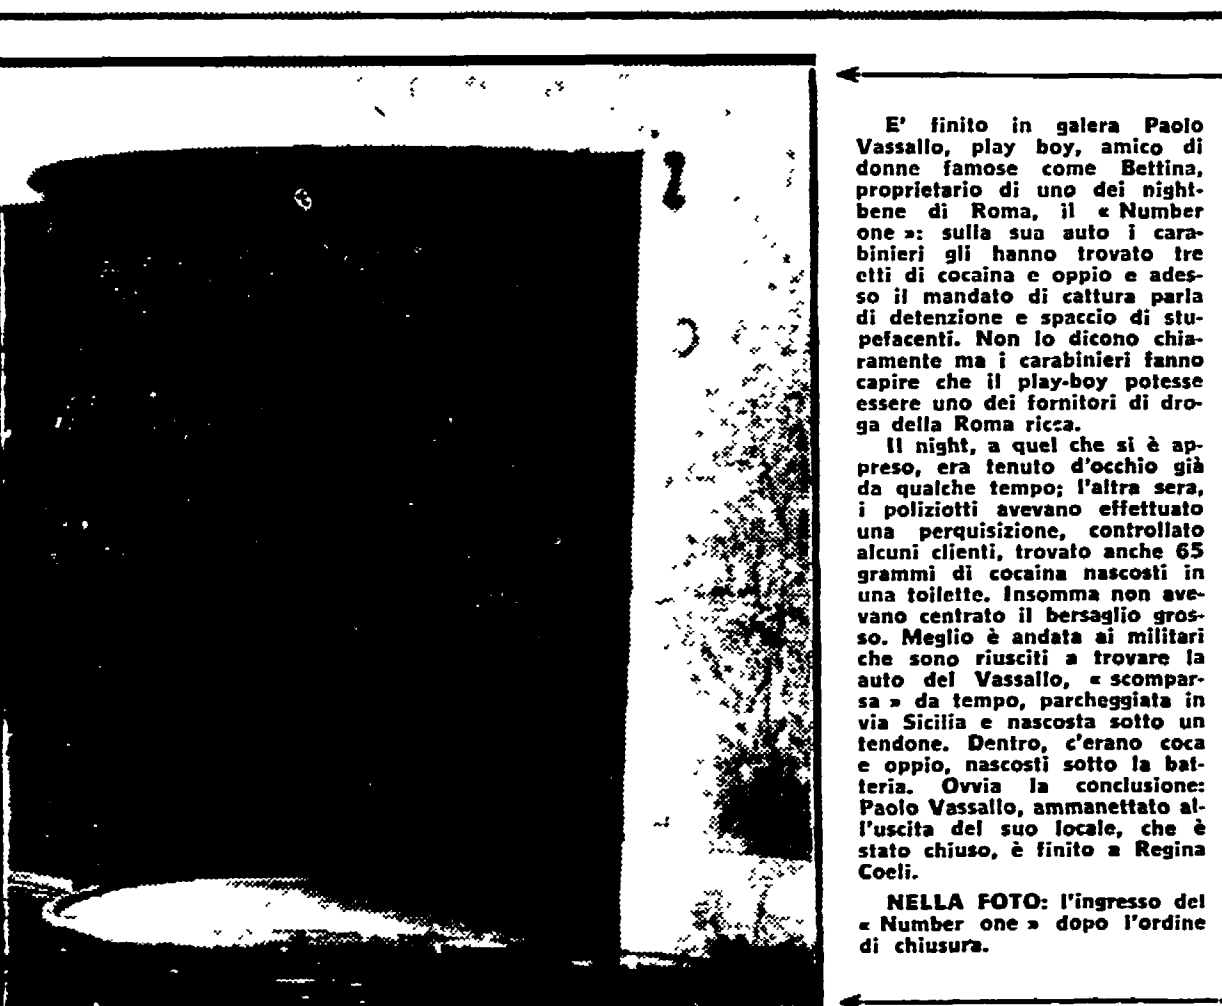 E' finito in galera Paolo
Vassallo, play boy, amico di
donne famose come Bettina,
proprietario di uno dei night-
bene di Roma, il « Number
one »: sulla sua auto i cara-
binieri gli hanno trovato tre
etti di cocaina e oppio e ades-
so il mandato di cattura parla
di detenzione e spaccio di stu-
pefacenti. Non lo dicono chia-
ramente ma i carabinieri fanno
capire che il play-boy potesse
essere uno dei fornitori di dro-
ga della Roma ricca.
Il night, a quel che si è ap-
preso, era tenuto d'occhio già
da qualche tempo; l'altra sera,
i poliziotti avevano effettuato
una perquisizione, controllato
alcuni clienti, trovato anche 65
grammi di cocaina nascosti in
una toilette. Insomma non ave-
vano centrato il bersaglio gros-
so. Meglio è andata ai militari
che sono riusciti a trovare la
auto del Vassallo, « scompar-
sa » da tempo, parcheggiata in
via Sicilia e nascosta sotto un
tendone. Dentro, c'erano coca
e oppio, nascosti sotto la bat-
teria. Ovvia la conclusione:
Paolo Vassallo, ammanettato al-
l'uscita del suo locale, che è
stato chiuso, è finito a Regina
Coeli.
NELLA FOTO: l'ingresso del
« Number one » dopo l'ordine
di chiusura.